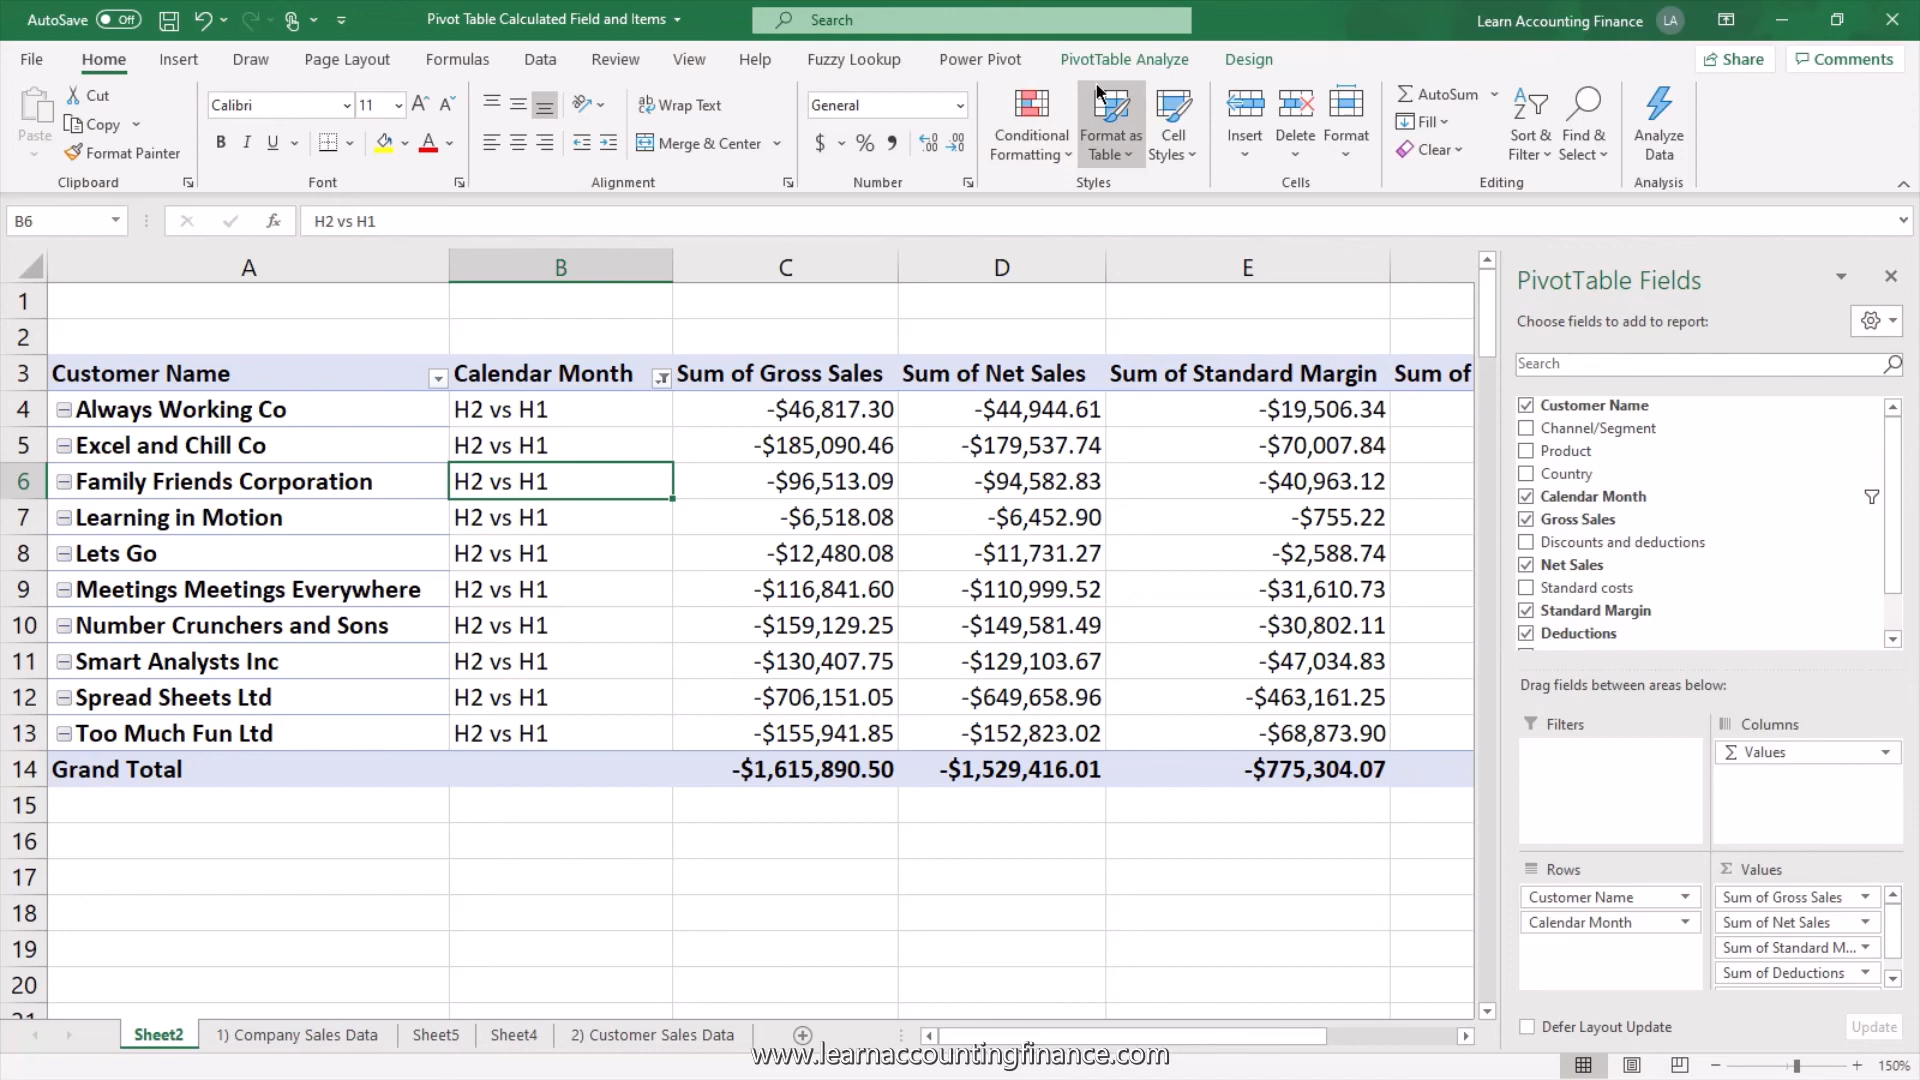 AutoSave Off Pivot Table Calculated Field and Items Search Learn Accounting Finance LA
File Home Insert Draw Page Layout Formulas Data Review View Help Fuzzy Lookup Power Pivot PivotTable Analyze Design Share Comments
Paste Cut Copy Format Painter Clipboard
Calibri 11 B I U A Font
Wrap Text Merge & Center Alignment
General $ % Number
Conditional Formatting Format as Table Cell Styles Styles
Insert Delete Format Cells
AutoSum Fill Clear Sort & Filter Find & Select Editing
Analyze Data Analysis
B6 fx H2 vs H1
A B C D E
1
2
3 Customer Name Calendar Month Sum of Gross Sales Sum of Net Sales Sum of Standard Margin Sum of
4 Always Working Co H2 vs H1 -$46,817.30 -$44,944.61 -$19,506.34
5 Excel and Chill Co H2 vs H1 -$185,090.46 -$179,537.74 -$70,007.84
6 Family Friends Corporation H2 vs H1 -$96,513.09 -$94,582.83 -$40,963.12
7 Learning in Motion H2 vs H1 -$6,518.08 -$6,452.90 -$755.22
8 Lets Go H2 vs H1 -$12,480.08 -$11,731.27 -$2,588.74
9 Meetings Meetings Everywhere H2 vs H1 -$116,841.60 -$110,999.52 -$31,610.73
10 Number Crunchers and Sons H2 vs H1 -$159,129.25 -$149,581.49 -$30,802.11
11 Smart Analysts Inc H2 vs H1 -$130,407.75 -$129,103.67 -$47,034.83
12 Spread Sheets Ltd H2 vs H1 -$706,151.05 -$649,658.96 -$463,161.25
13 Too Much Fun Ltd H2 vs H1 -$155,941.85 -$152,823.02 -$68,873.90
14 Grand Total -$1,615,890.50 -$1,529,416.01 -$775,304.07
15
16
17
18
19
20
PivotTable Fields
Choose fields to add to report:
Search
Customer Name
Channel/Segment
Product
Country
Calendar Month
Gross Sales
Discounts and deductions
Net Sales
Standard costs
Standard Margin
Deductions
Drag fields between areas below:
Filters Columns
Σ Values
Rows Σ Values
Customer Name Sum of Gross Sales
Calendar Month Sum of Net Sales
Sum of Standard M...
Sum of Deductions
Defer Layout Update Update
Sheet2 1) Company Sales Data Sheet5 Sheet4 2) Customer Sales Data
www.learnaccountingfinance.com
150%